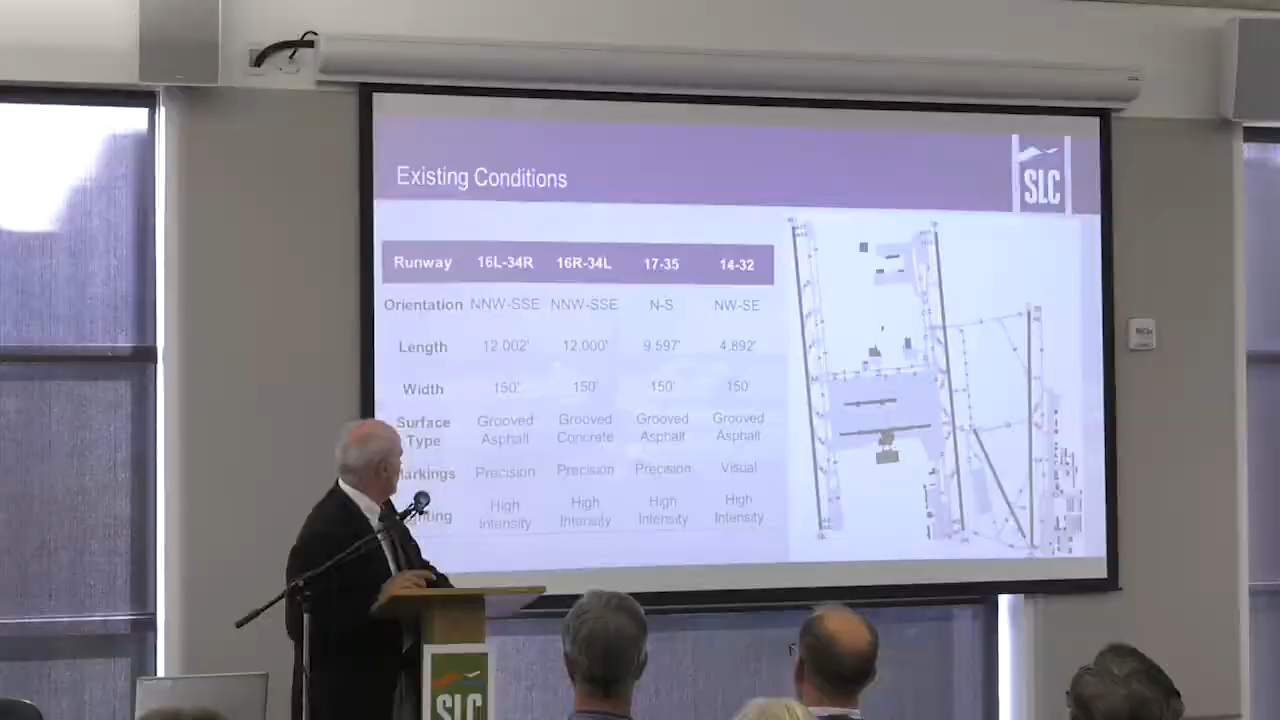 Existing Conditions
SLC
Runway 16L-34R 16R-34L 17-35 14-32
Orientation NNW-SSE NNW-SSE N-S NW-SE
Length 12,002' 12,000' 9,597' 4,892'
Width 150' 150' 150' 150'
Surface Grooved Grooved Grooved Grooved
Type Asphalt Concrete Asphalt Asphalt
arkings Precision Precision Precision Visual
High High High High
ghting Intensity Intensity Intensity Intensity
SLC